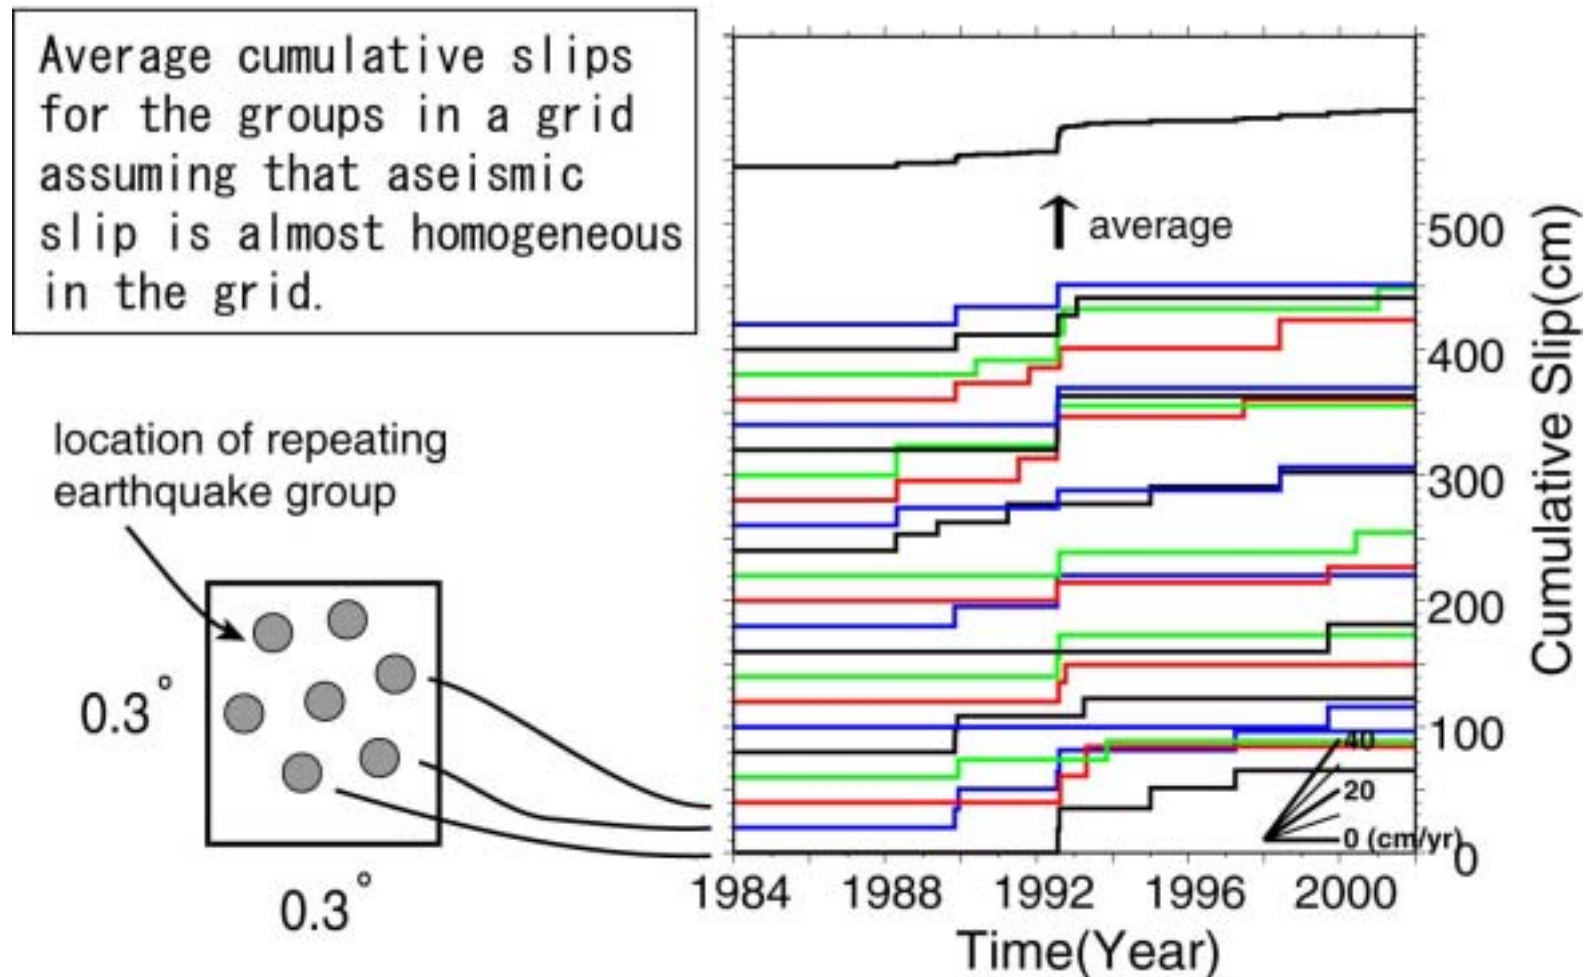 Average cumulative slips
for the groups in a grid
assuming that aseismic
slip is almost homogeneous
in the grid.
location of repeating
earthquake group
0.3°
0.3°
average
500
400
300
200
100
0
Cumulative Slip(cm)
40
20
0 (cm/yr)
1984 1988 1992 1996 2000
Time(Year)